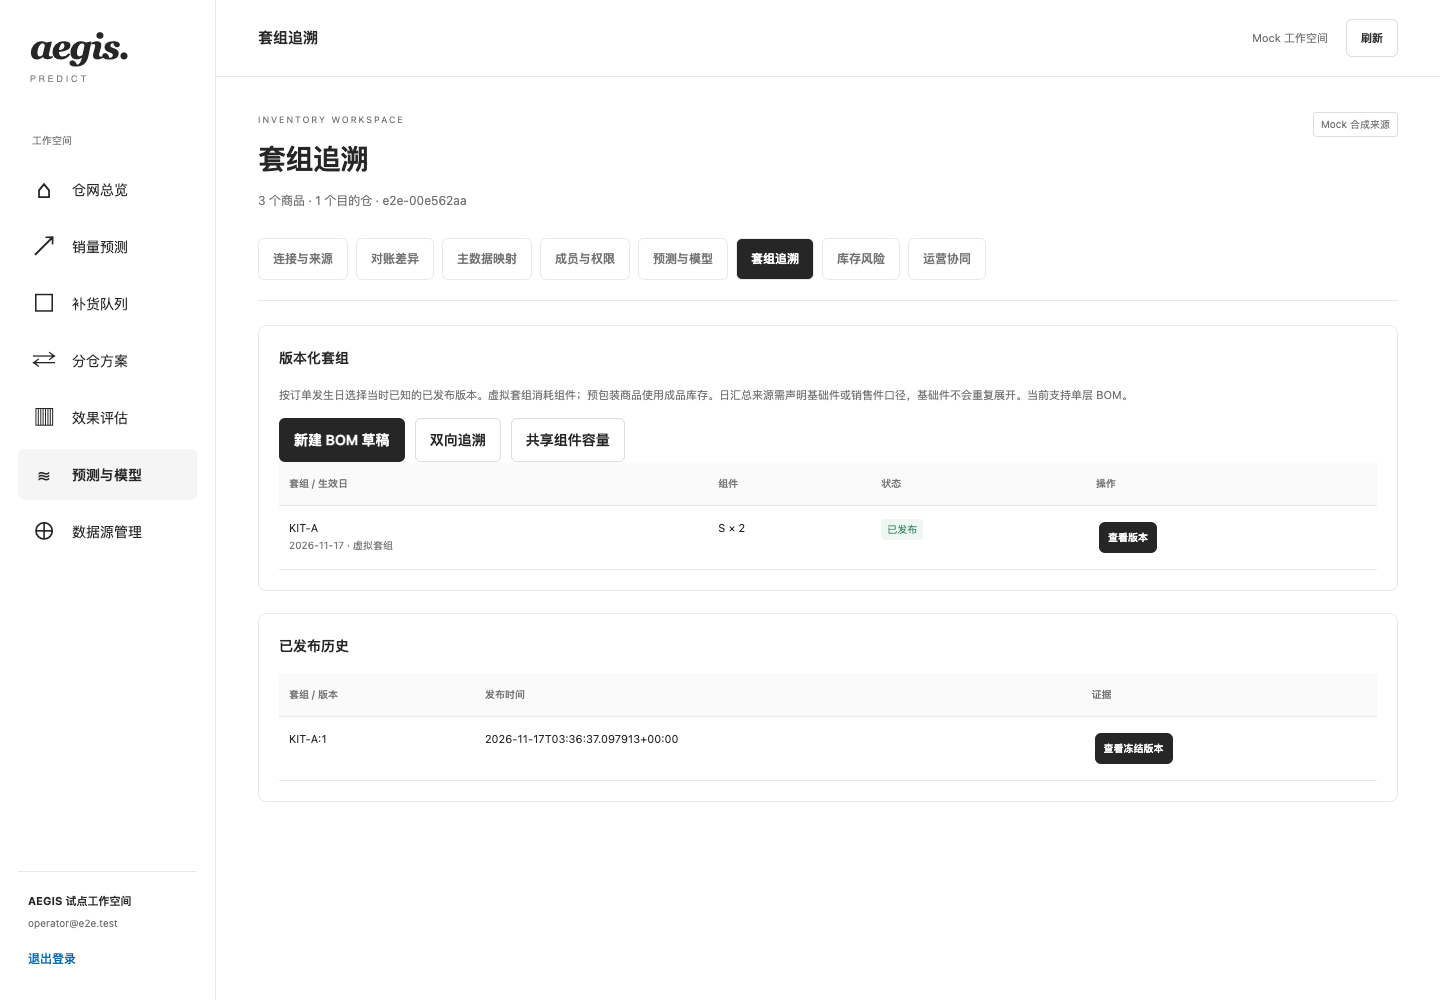 aegis.
PREDICT
工作空间
仓网总览
销量预测
补货队列
分仓方案
效果评估
预测与模型
数据源管理
AEGIS 试点工作空间
operator@e2e.test
退出登录
套组追溯
Mock 工作空间
刷新
INVENTORY WORKSPACE
Mock 合成来源
套组追溯
3 个商品 · 1 个目的仓 · e2e-00e562aa
连接与来源 对账差异 主数据映射 成员与权限 预测与模型 套组追溯 库存风险 运营协同
版本化套组
按订单发生日选择当时已知的已发布版本。虚拟套组消耗组件；预包装商品使用成品库存。日汇总来源需声明基础件或销售件口径，基础件不会重复展开。当前支持单层 BOM。
新建 BOM 草稿 双向追溯 共享组件容量
套组 / 生效日 组件 状态 操作
KIT-A S × 2 已发布 查看版本
2026-11-17 · 虚拟套组
已发布历史
套组 / 版本 发布时间 证据
KIT-A:1 2026-11-17T03:36:37.097913+00:00 查看冻结版本